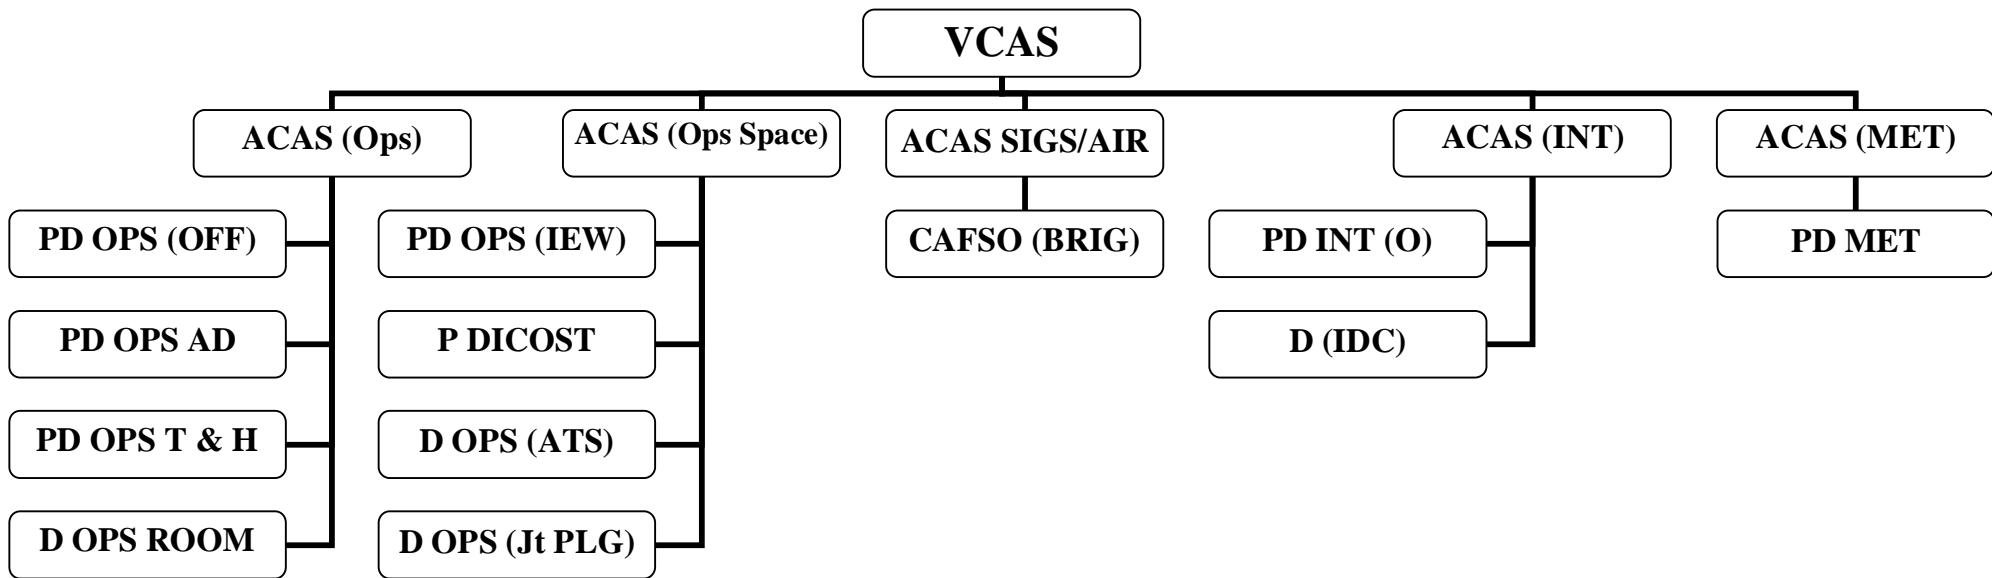 VCAS
ACAS (Ops)
ACAS (Ops Space)
ACAS SIGS/AIR
ACAS (INT)
ACAS (MET)
PD OPS (OFF)
PD OPS (IEW)
CAFSO (BRIG)
PD INT (O)
PD MET
PD OPS AD
P DICOST
D (IDC)
PD OPS T & H
D OPS (ATS)
D OPS ROOM
D OPS (Jt PLG)